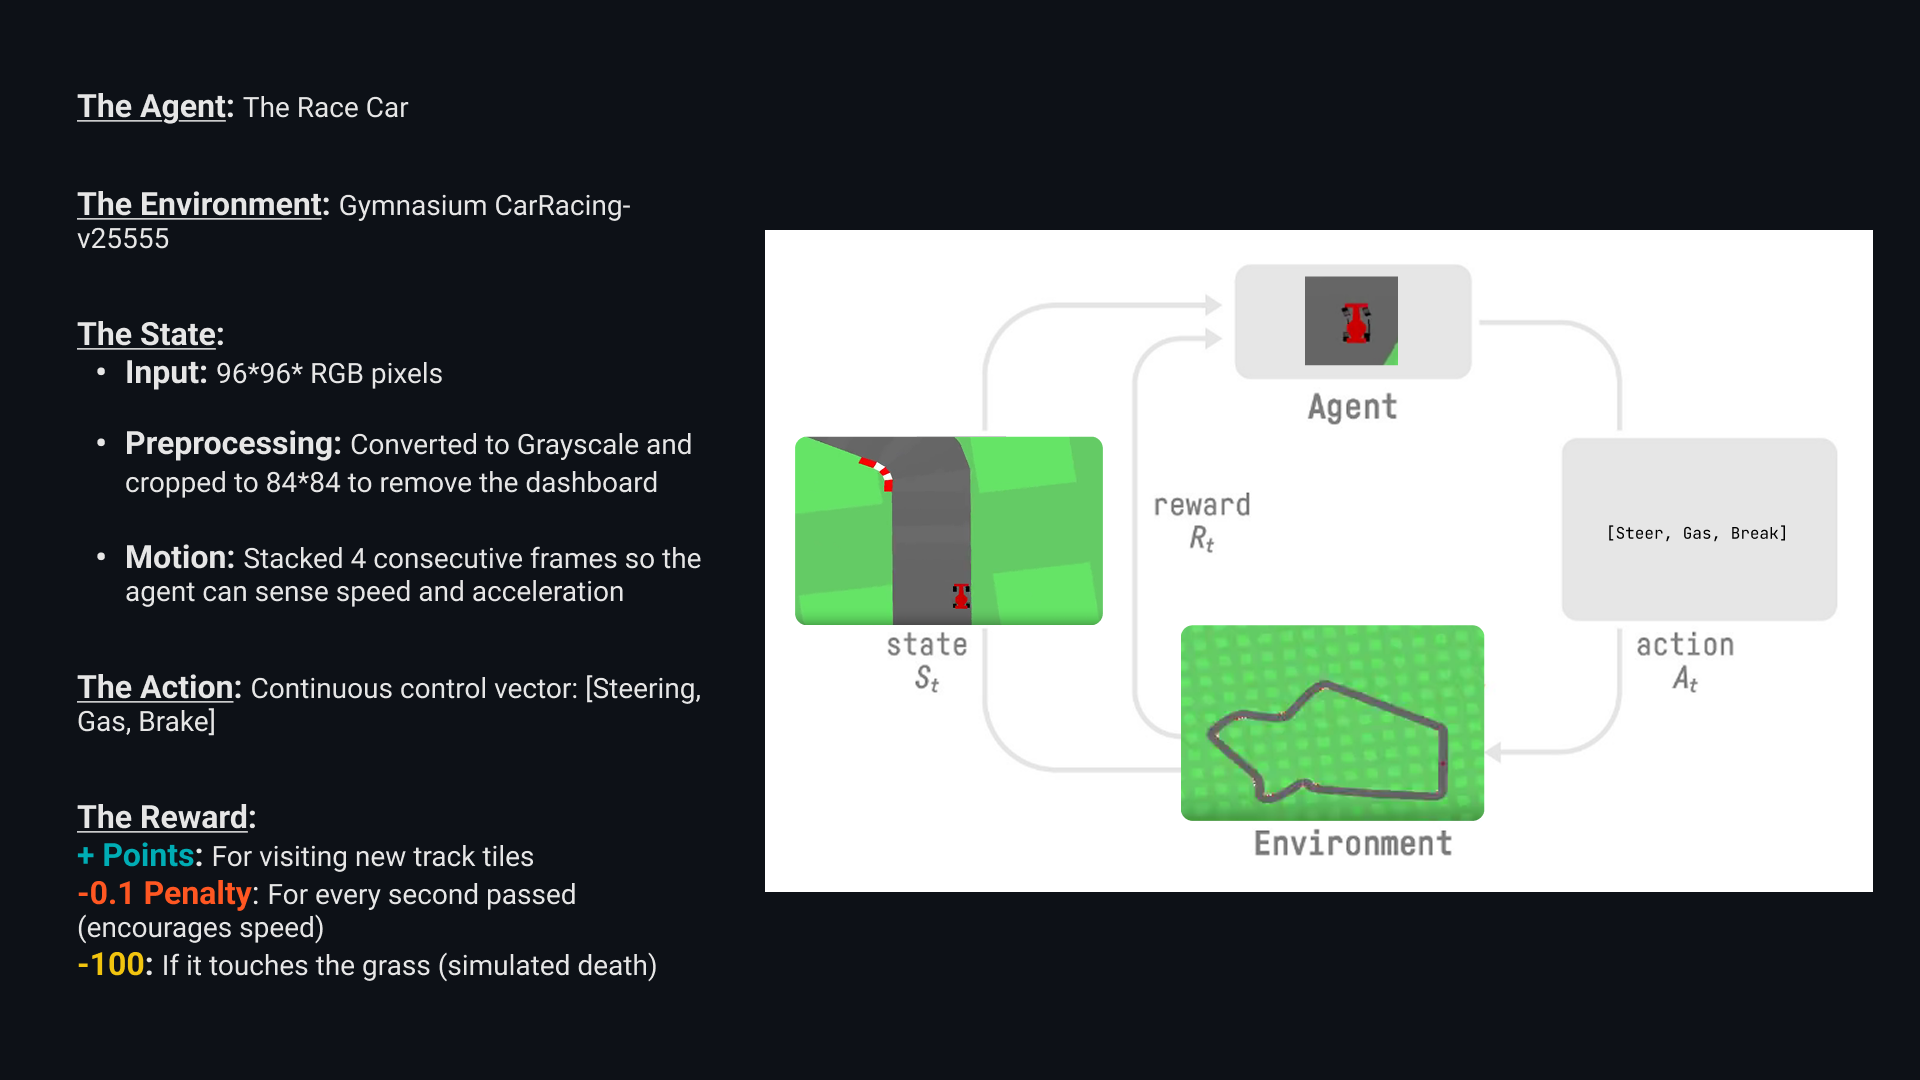 The Agent: The Race Car
The Environment: Gymnasium CarRacing-
v25555
The State:
• Input: 96*96* RGB pixels
• Preprocessing: Converted to Grayscale and
cropped to 84*84 to remove the dashboard
• Motion: Stacked 4 consecutive frames so the
agent can sense speed and acceleration
The Action: Continuous control vector: [Steering,
Gas, Brake]
The Reward:
+ Points: For visiting new track tiles
-0.1 Penalty: For every second passed
(encourages speed)
-100: If it touches the grass (simulated death)
Agent
reward
Rt
[Steer, Gas, Break]
state
St
action
At
Environment